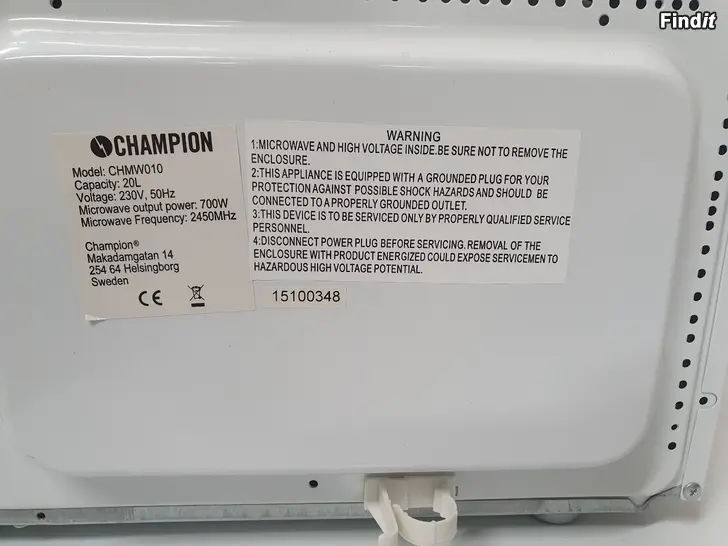 Findit
CHAMPION
Model: CHMW010
Capacity: 20L
Voltage: 230V, 50Hz
Microwave output power: 700W
Microwave Frequency: 2450MHz
Champion®
Makadamgatan 14
254 64 Helsingborg
Sweden
CE
WARNING
1:MICROWAVE AND HIGH VOLTAGE INSIDE.BE SURE NOT TO REMOVE THE
ENCLOSURE.
2:THIS APPLIANCE IS EQUIPPED WITH A GROUNDED PLUG FOR YOUR
PROTECTION AGAINST POSSIBLE SHOCK HAZARDS AND SHOULD BE
CONNECTED TO A PROPERLY GROUNDED OUTLET.
3:THIS DEVICE IS TO BE SERVICED ONLY BY PROPERLY QUALIFIED SERVICE
PERSONNEL.
4:DISCONNECT POWER PLUG BEFORE SERVICING. REMOVAL OF THE
ENCLOSURE WITH PRODUCT ENERGIZED COULD EXPOSE SERVICEMEN TO
HAZARDOUS HIGH VOLTAGE POTENTIAL.
15100348